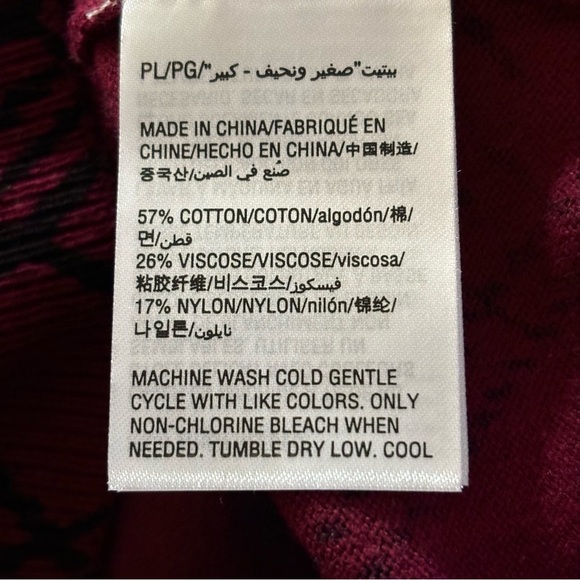 PL/PG/"بيتيت"صغير ونحيف - كبير
MADE IN CHINA/FABRIQUÉ EN
CHINE/HECHO EN CHINA/中国制造/
중국산/صُنع في الصين
57% COTTON/COTON/algodón/棉/
면/قطن
26% VISCOSE/VISCOSE/viscosa/
粘胶纤维/비스코스/فيسكوز
17% NYLON/NYLON/nilón/锦纶/
나일론/نايلون
MACHINE WASH COLD GENTLE
CYCLE WITH LIKE COLORS. ONLY
NON-CHLORINE BLEACH WHEN
NEEDED. TUMBLE DRY LOW. COOL